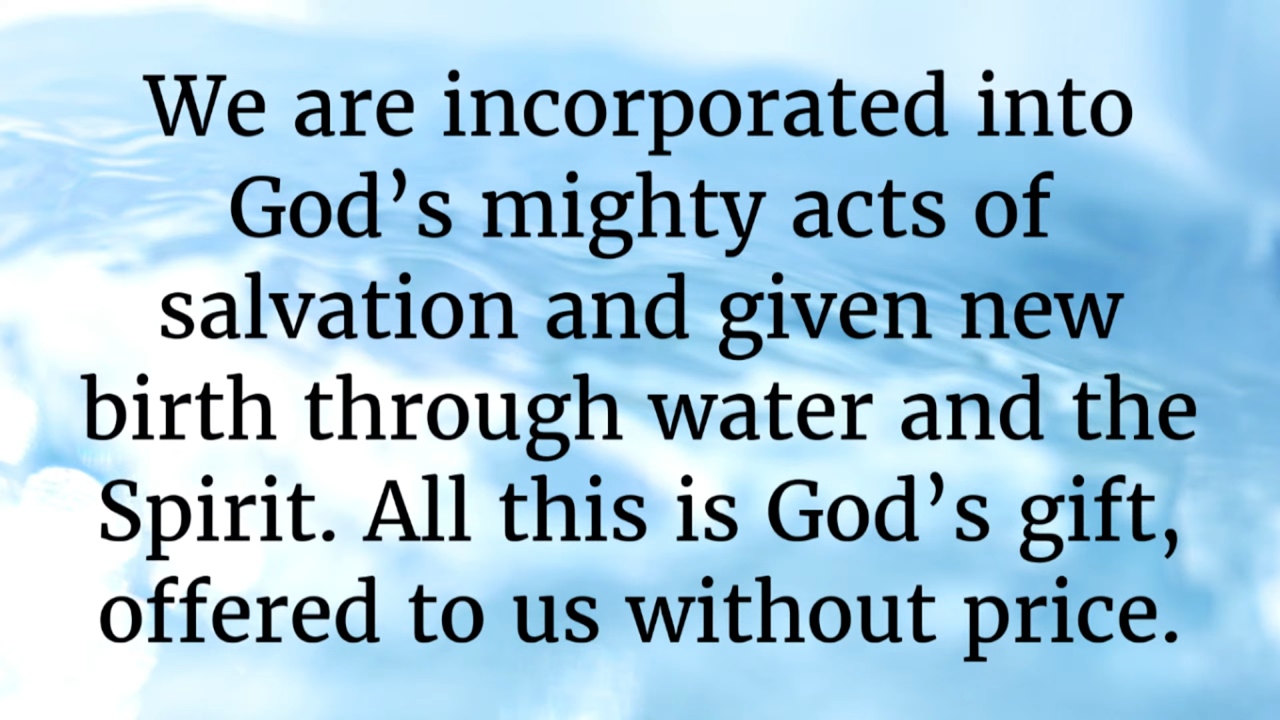 We are incorporated into
God’s mighty acts of
salvation and given new
birth through water and the
Spirit. All this is God’s gift,
offered to us without price.